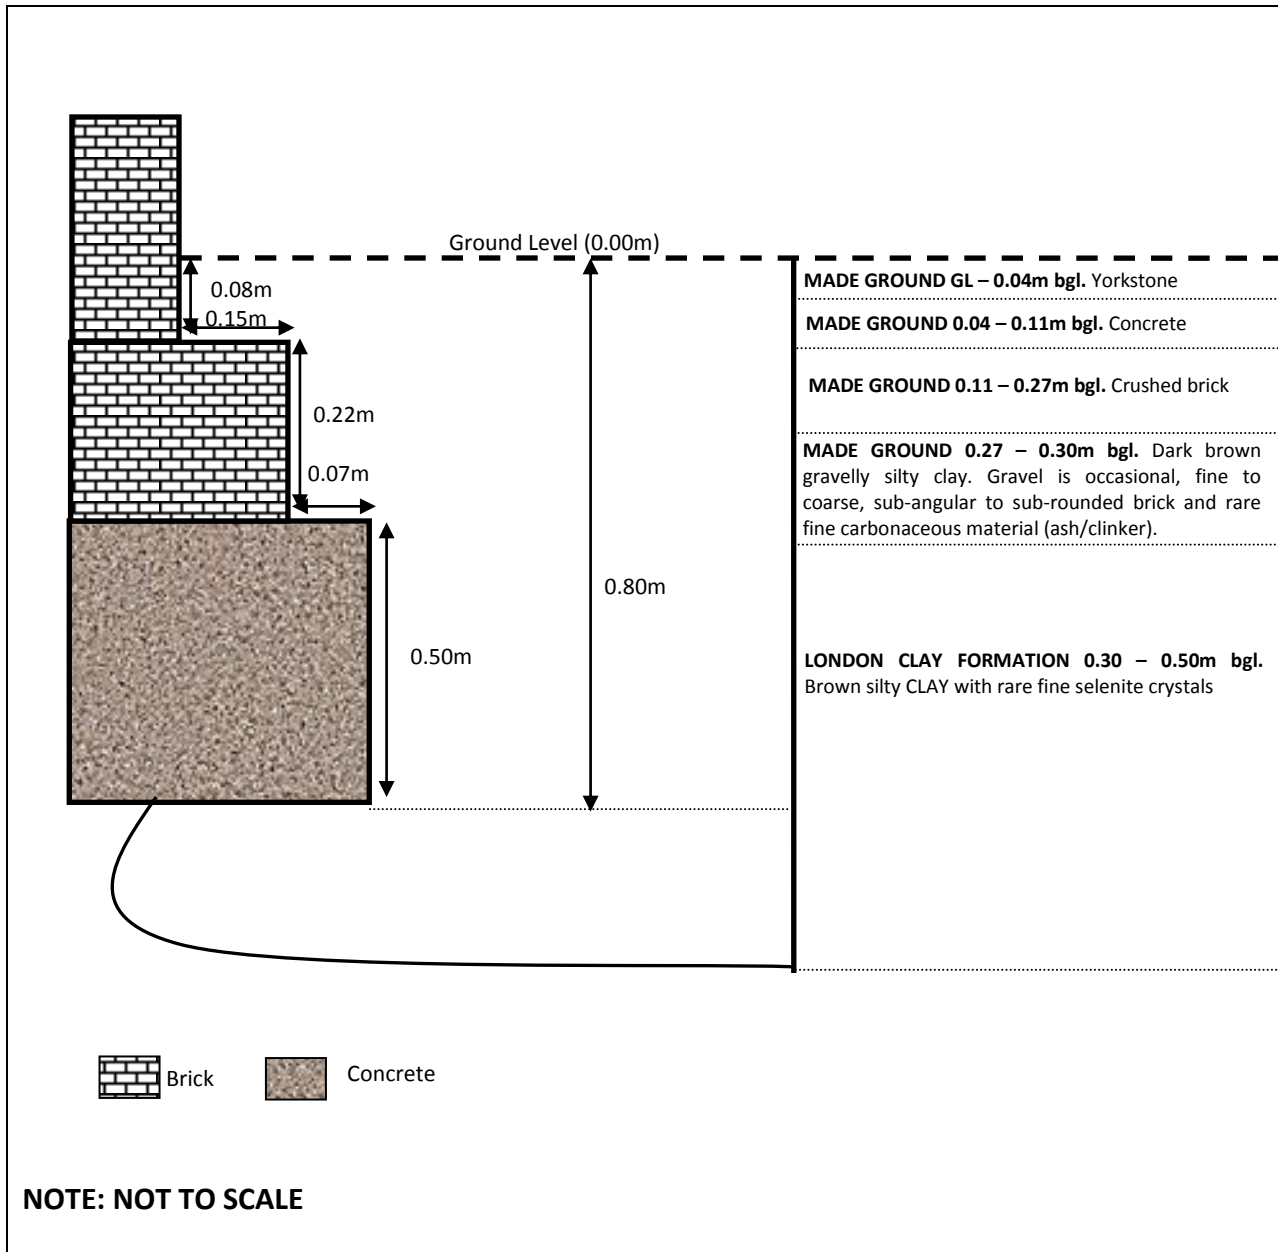 Ground Level (0.00m)
0.08m
0.15m
0.22m
0.07m
0.50m
0.80m
MADE GROUND GL – 0.04m bgl. Yorkstone
MADE GROUND 0.04 – 0.11m bgl. Concrete
MADE GROUND 0.11 – 0.27m bgl. Crushed brick
MADE GROUND 0.27 – 0.30m bgl. Dark brown
gravelly silty clay. Gravel is occasional, fine to
coarse, sub-angular to sub-rounded brick and rare
fine carbonaceous material (ash/clinker).
LONDON CLAY FORMATION 0.30 – 0.50m bgl.
Brown silty CLAY with rare fine selenite crystals
Brick
Concrete
NOTE: NOT TO SCALE